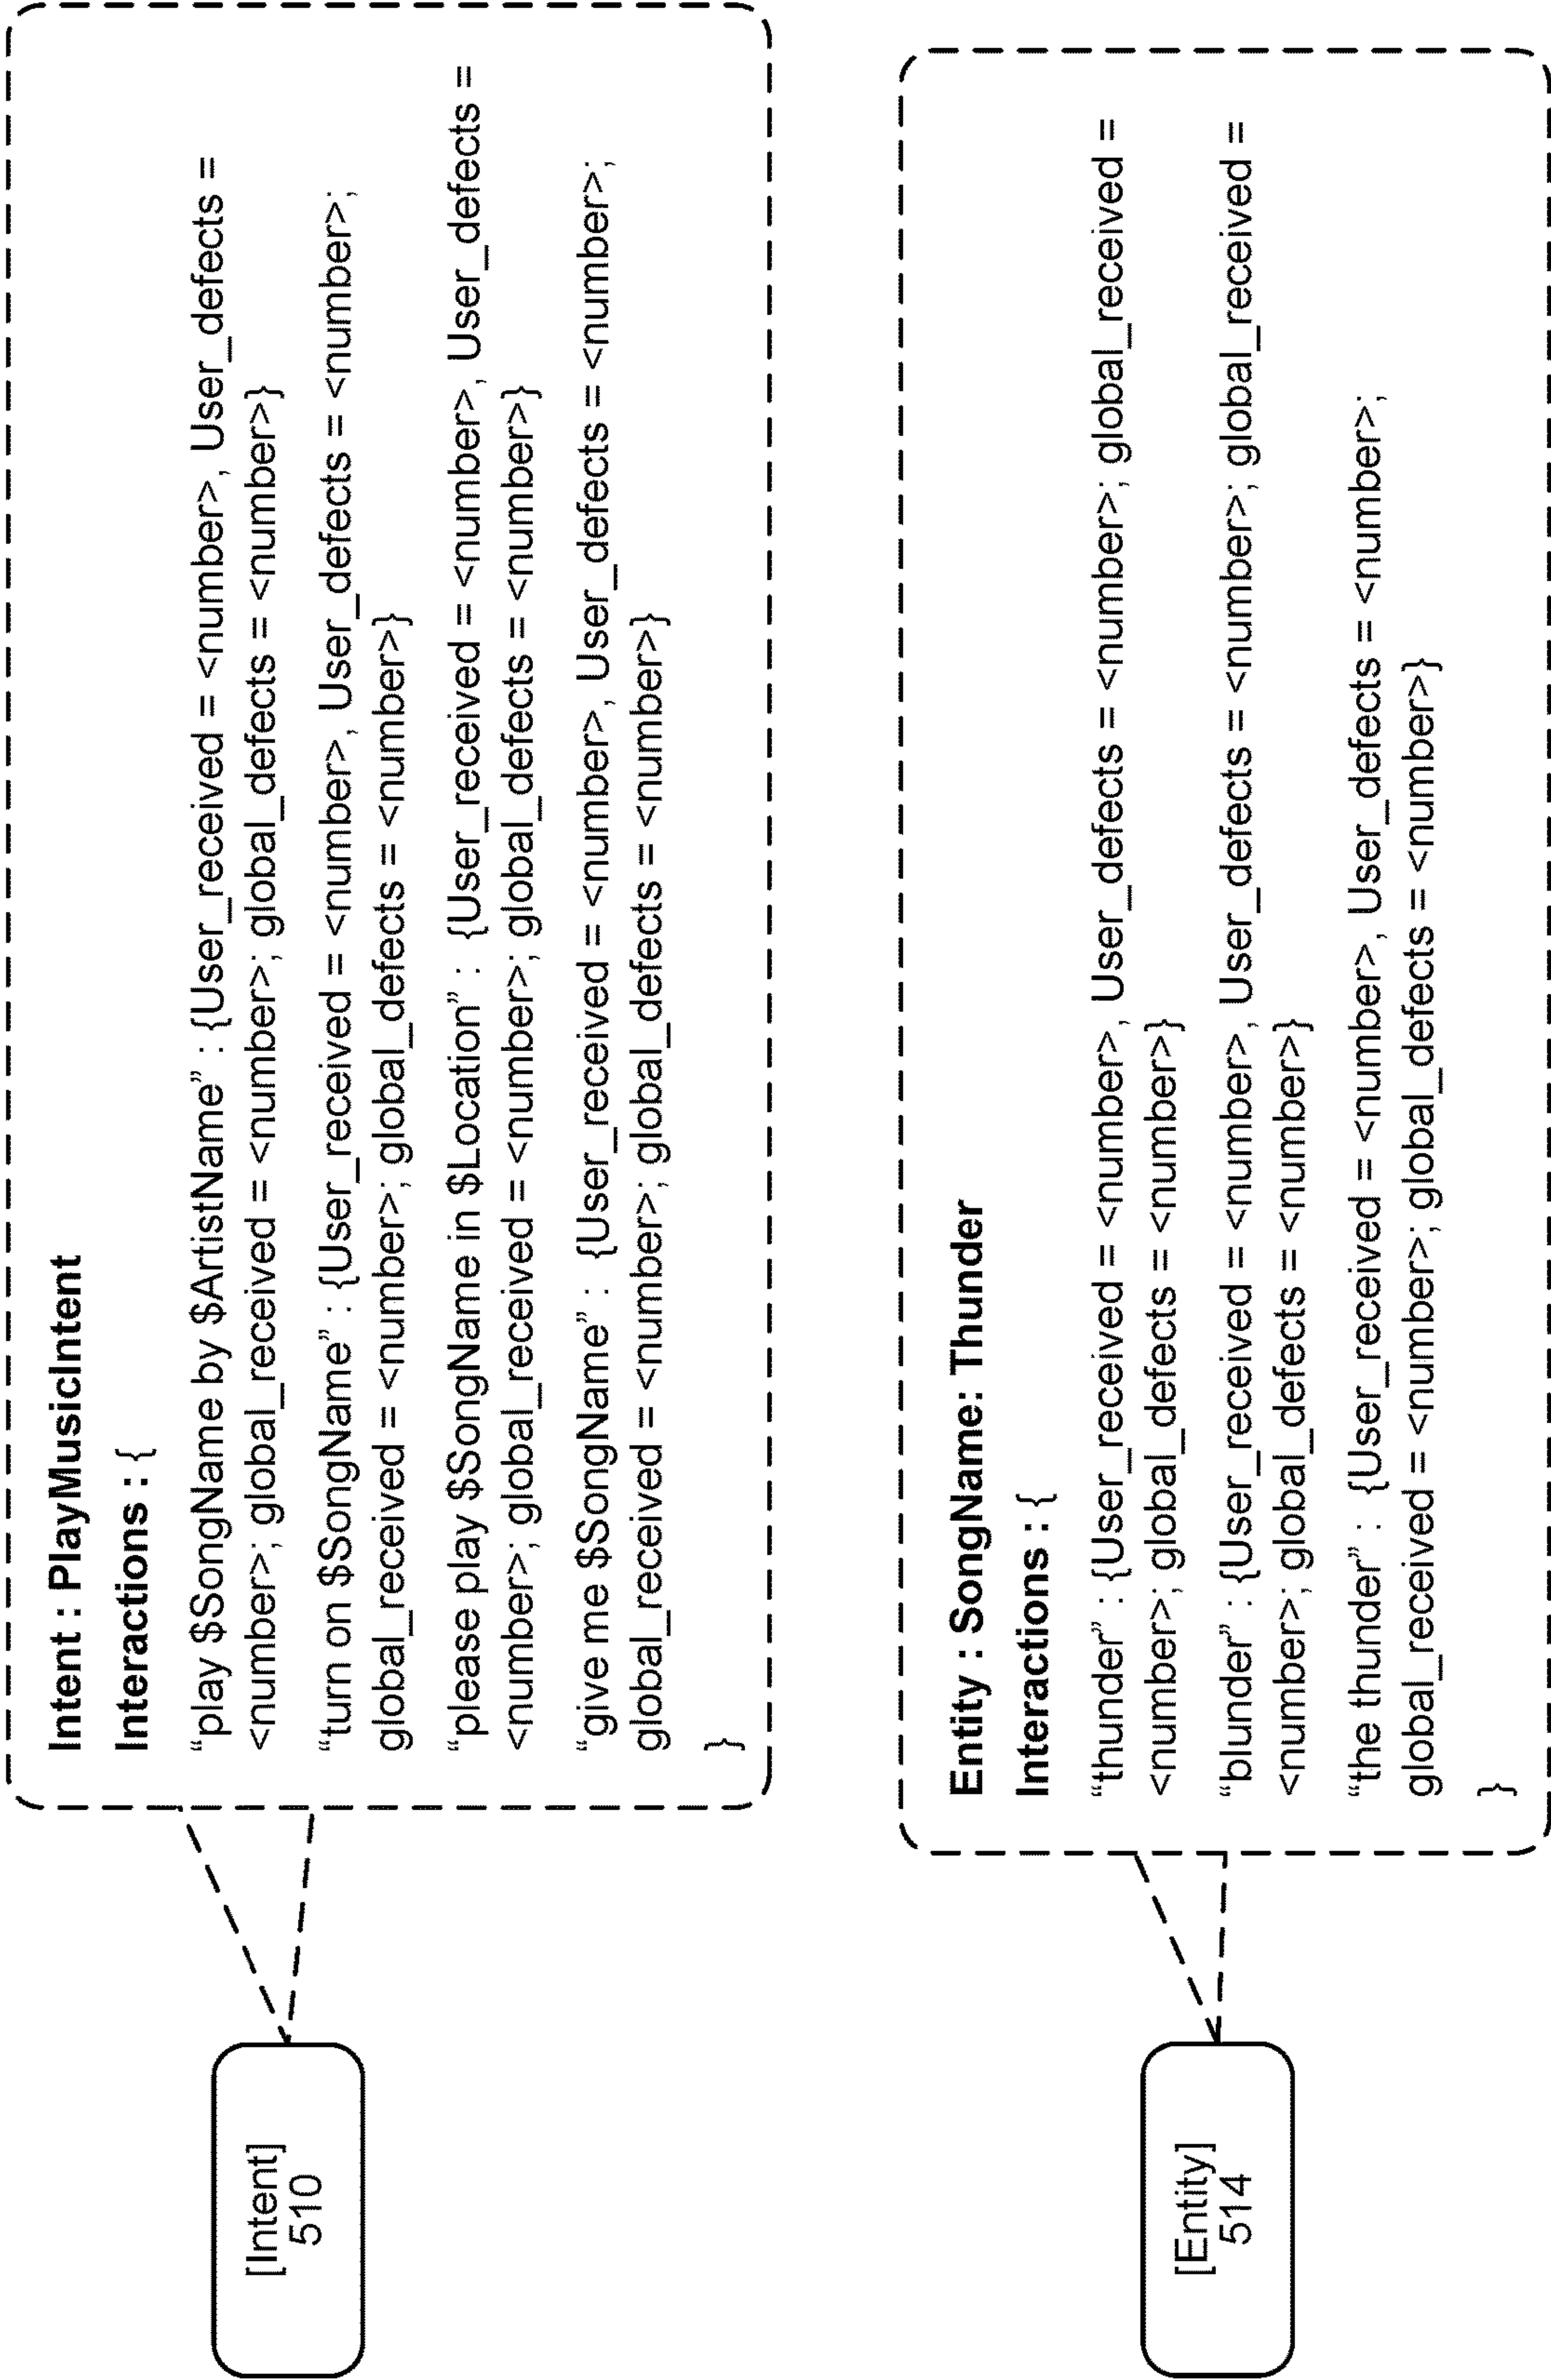 [Intent]
510
Intent : PlayMusicIntent
Interactions : {
“play $SongName by $ArtistName” : {User_received = <number>, User_defects =
<number>; global_received = <number>; global_defects = <number>}
“turn on $SongName” : {User_received = <number>, User_defects = <number>;
global_received = <number>; global_defects = <number>}
“please play $SongName in $Location” : {User_received = <number>, User_defects =
<number>; global_received = <number>; global_defects = <number>}
“give me $SongName” : {User_received = <number>, User_defects = <number>;
global_received = <number>; global_defects = <number>}
}
[Entity]
514
Entity : SongName: Thunder
Interactions : {
“thunder” : {User_received = <number>, User_defects = <number>; global_received =
<number>; global_defects = <number>}
“blunder” : {User_received = <number>, User_defects = <number>; global_received =
<number>; global_defects = <number>}
“the thunder” : {User_received = <number>, User_defects = <number>;
global_received = <number>; global_defects = <number>}
}